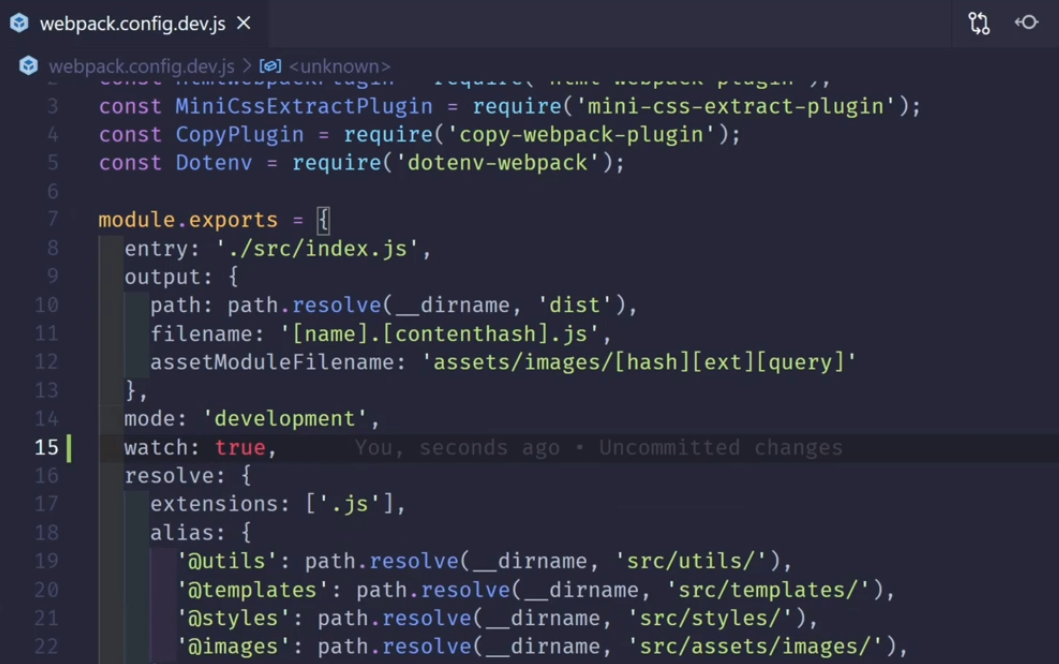 webpack.config.dev.js
webpack.config.dev.js > <unknown>
3 const MiniCssExtractPlugin = require('mini-css-extract-plugin');
4 const CopyPlugin = require('copy-webpack-plugin');
5 const Dotenv = require('dotenv-webpack');
6
7 module.exports = {
8 entry: './src/index.js',
9 output: {
10 path: path.resolve(__dirname, 'dist'),
11 filename: '[name].[contenthash].js',
12 assetModuleFilename: 'assets/images/[hash][ext][query]'
13 },
14 mode: 'development',
15 watch: true, You, seconds ago • Uncommitted changes
16 resolve: {
17 extensions: ['.js'],
18 alias: {
19 '@utils': path.resolve(__dirname, 'src/utils/'),
20 '@templates': path.resolve(__dirname, 'src/templates/'),
21 '@styles': path.resolve(__dirname, 'src/styles/'),
22 '@images': path.resolve(__dirname, 'src/assets/images/'),